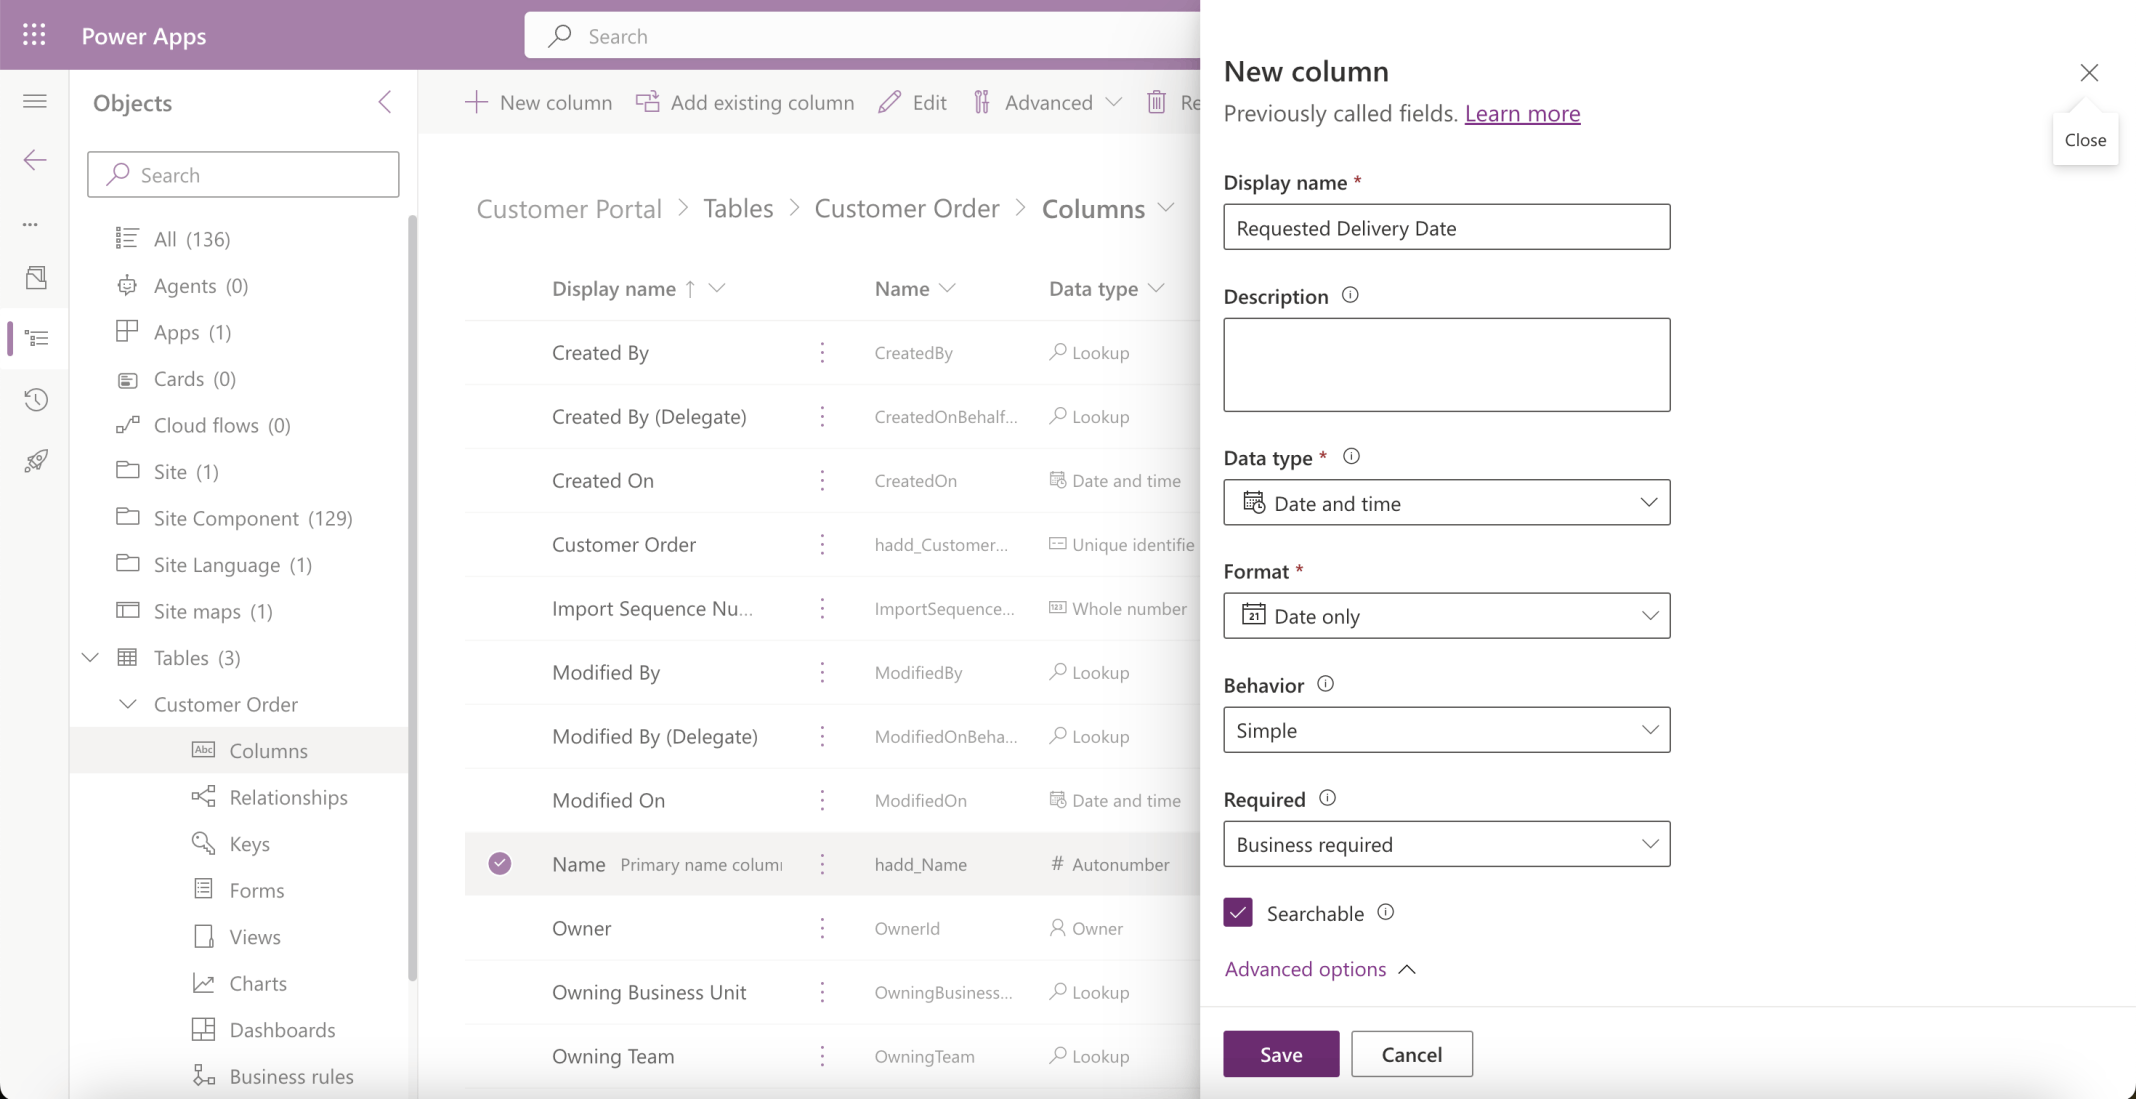 Power Apps
Search
Objects
Search
All (136)
Agents (0)
Apps (1)
Cards (0)
Cloud flows (0)
Site (1)
Site Component (129)
Site Language (1)
Site maps (1)
Tables (3)
Customer Order
Abc Columns
Relationships
Keys
Forms
Views
Charts
Dashboards
Business rules
New column Add existing column Edit Advanced Re
Customer Portal > Tables > Customer Order > Columns
Display name ↑ Name Data type
Created By CreatedBy Lookup
Created By (Delegate) CreatedOnBehalf... Lookup
Created On CreatedOn Date and time
Customer Order hadd_Customer... Unique identifie
Import Sequence Nu... ImportSequence... 123 Whole number
Modified By ModifiedBy Lookup
Modified By (Delegate) ModifiedOnBeha... Lookup
Modified On ModifiedOn Date and time
Name Primary name colum hadd_Name # Autonumber
Owner OwnerId Owner
Owning Business Unit OwningBusiness... Lookup
Owning Team OwningTeam Lookup
New column
Previously called fields. Learn more
Close
Display name *
Requested Delivery Date
Description
Data type *
Date and time
Format *
21 Date only
Behavior
Simple
Required
Business required
Searchable
Advanced options
Save Cancel